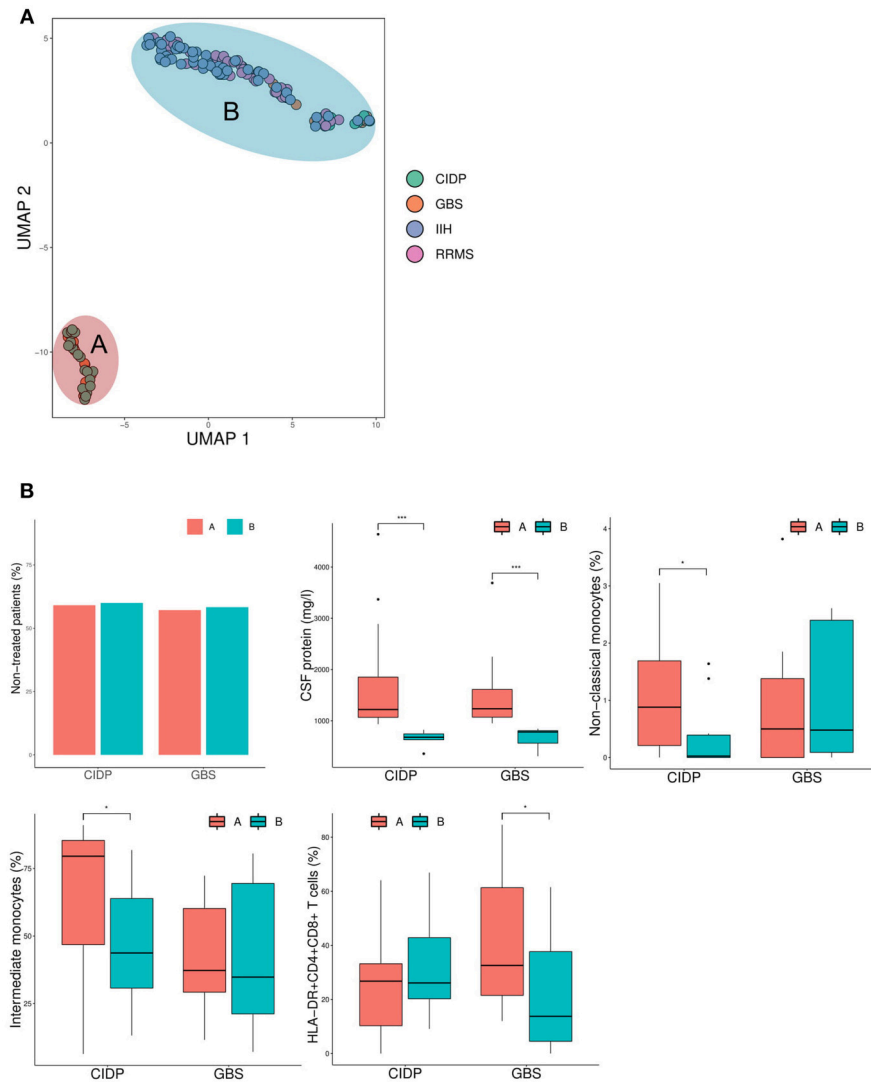 A
UMAP 2
5
0
−5
−10
B
A
−5
0
5
10
UMAP 1
CIDP
GBS
IIH
RRMS
B
Non−treated patients (%)
A
B
75
50
25
0
CIDP
GBS
CSF protein (mg/l)
A
B
4000
3000
2000
1000
***
***
CIDP
GBS
Non−classical monocytes (%)
A
B
4
3
2
1
0
*
CIDP
GBS
Intermediate monocytes (%)
A
B
75
50
25
*
CIDP
GBS
HLA−DR+CD4+CD8+ T cells (%)
A
B
80
60
40
20
0
*
CIDP
GBS